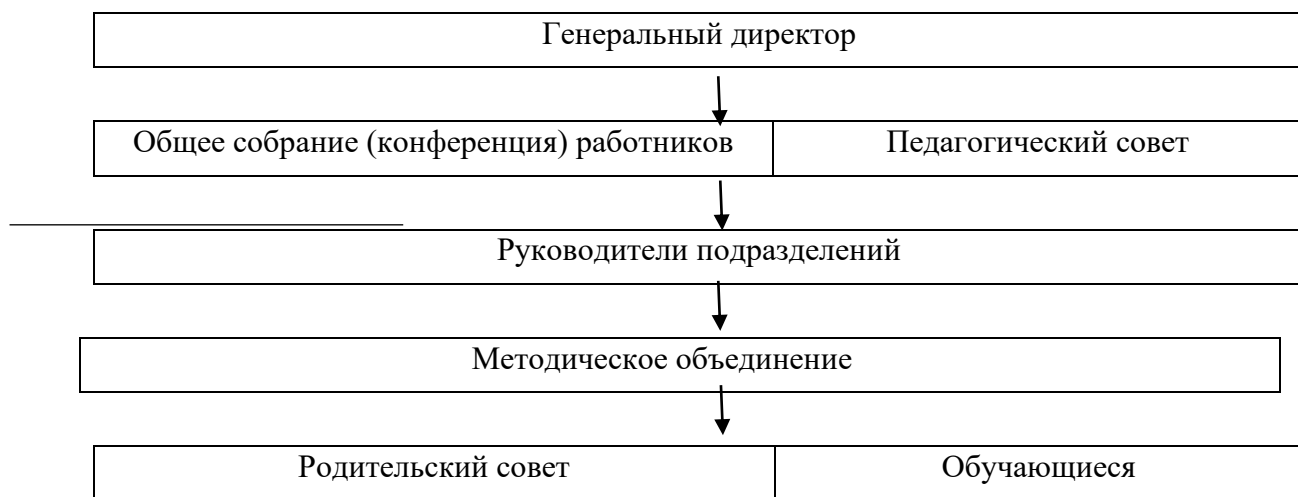 Генеральный директор
Общее собрание (конференция) работников
Педагогический совет
Руководители подразделений
Методическое объединение
Родительский совет
Обучающиеся